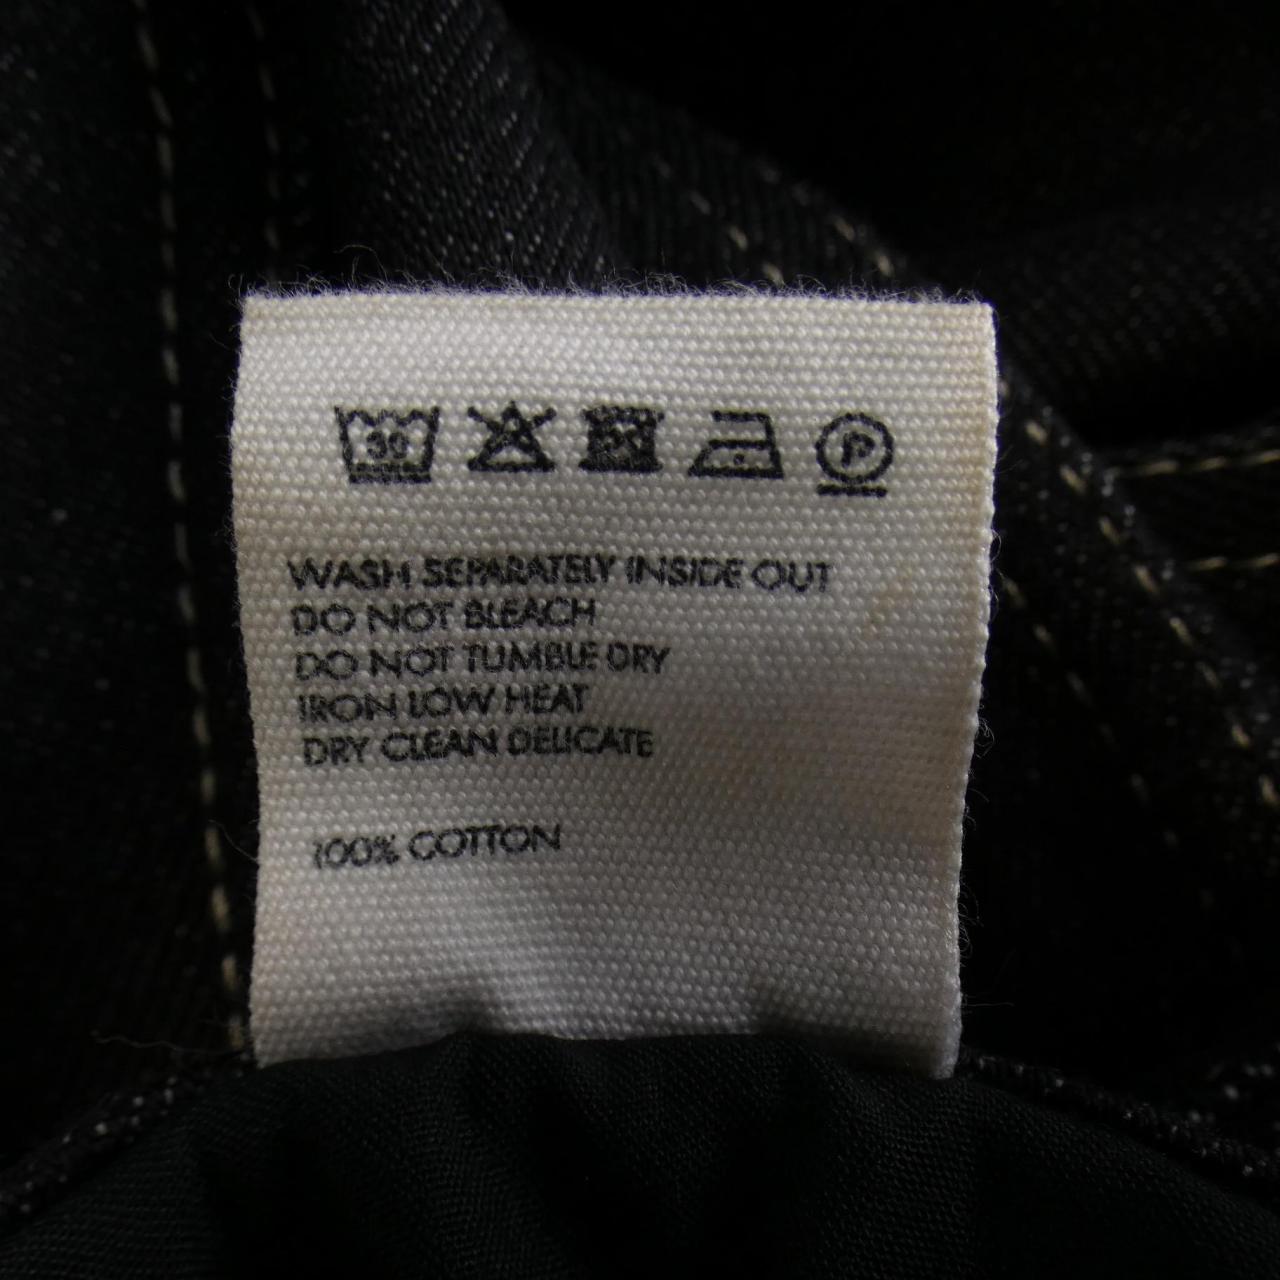 30
P
WASH SEPARATELY INSIDE OUT
DO NOT BLEACH
DO NOT TUMBLE DRY
IRON LOW HEAT
DRY CLEAN DELICATE
100% COTTON